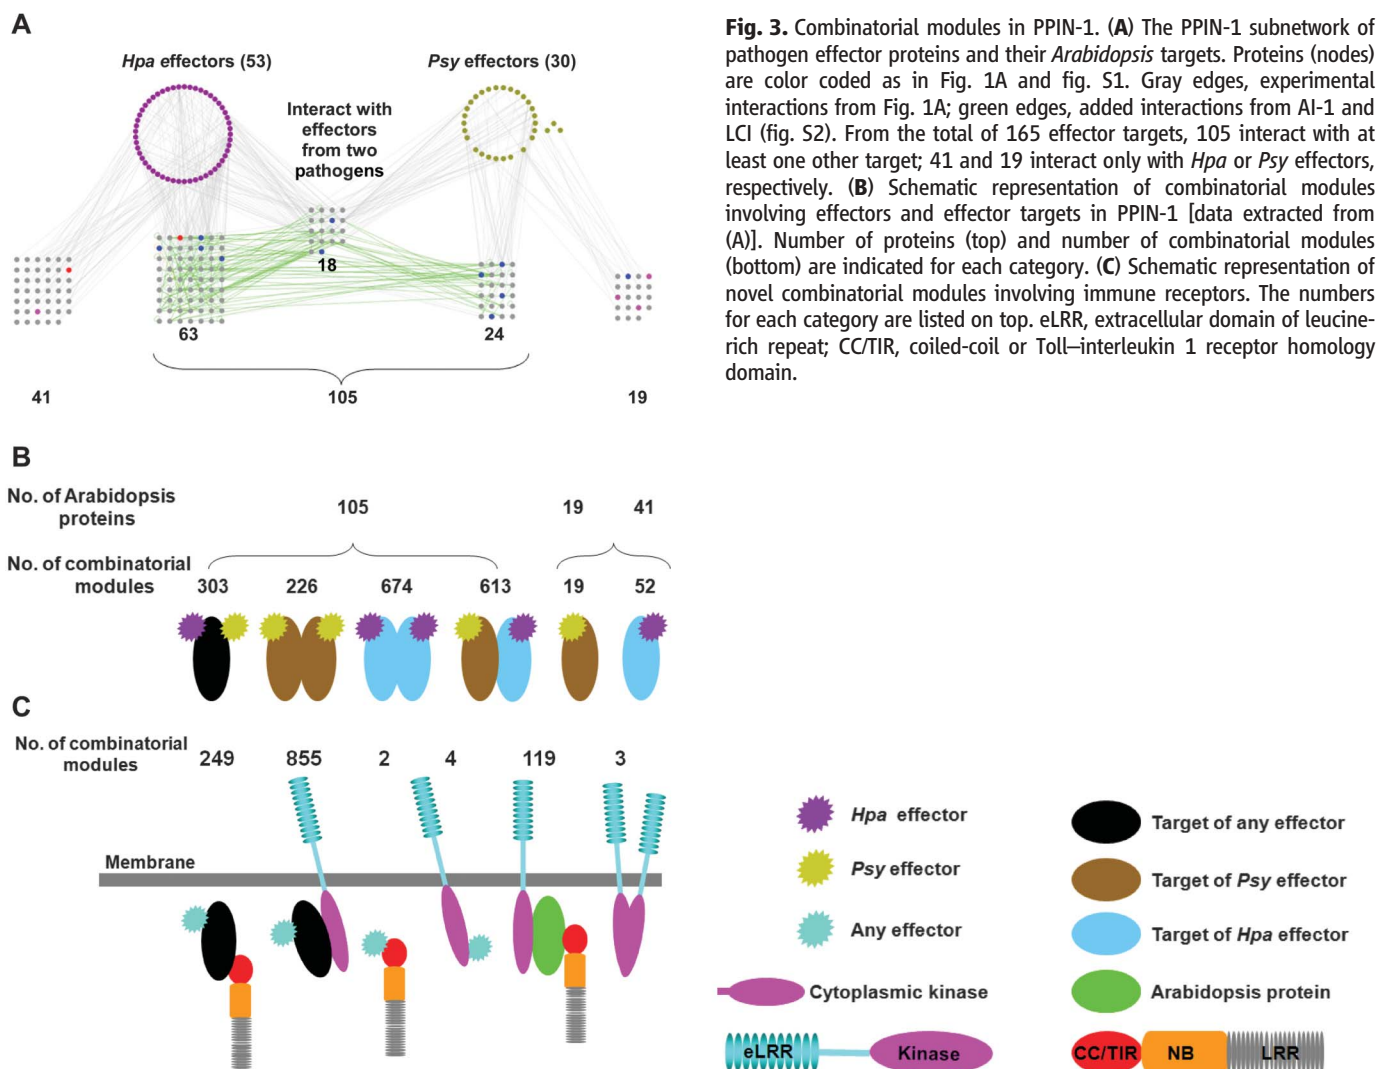 A
Hpa effectors (53)
Psy effectors (30)
Interact with
effectors
from two
pathogens
18
63
24
41
105
19
Fig. 3. Combinatorial modules in PPIN-1. (A) The PPIN-1 subnetwork of
pathogen effector proteins and their Arabidopsis targets. Proteins (nodes)
are color coded as in Fig. 1A and fig. S1. Gray edges, experimental
interactions from Fig. 1A; green edges, added interactions from AI-1 and
LCI (fig. S2). From the total of 165 effector targets, 105 interact with at
least one other target; 41 and 19 interact only with Hpa or Psy effectors,
respectively. (B) Schematic representation of combinatorial modules
involving effectors and effector targets in PPIN-1 [data extracted from
(A)]. Number of proteins (top) and number of combinatorial modules
(bottom) are indicated for each category. (C) Schematic representation of
novel combinatorial modules involving immune receptors. The numbers
for each category are listed on top. eLRR, extracellular domain of leucine-
rich repeat; CC/TIR, coiled-coil or Toll–interleukin 1 receptor homology
domain.
B
No. of Arabidopsis
proteins
105
19
41
No. of combinatorial
modules
303
226
674
613
19
52
C
No. of combinatorial
modules
249
855
2
4
119
3
Membrane
Hpa effector
Psy effector
Any effector
Cytoplasmic kinase
eLRR
Kinase
Target of any effector
Target of Psy effector
Target of Hpa effector
Arabidopsis protein
CC/TIR
NB
LRR